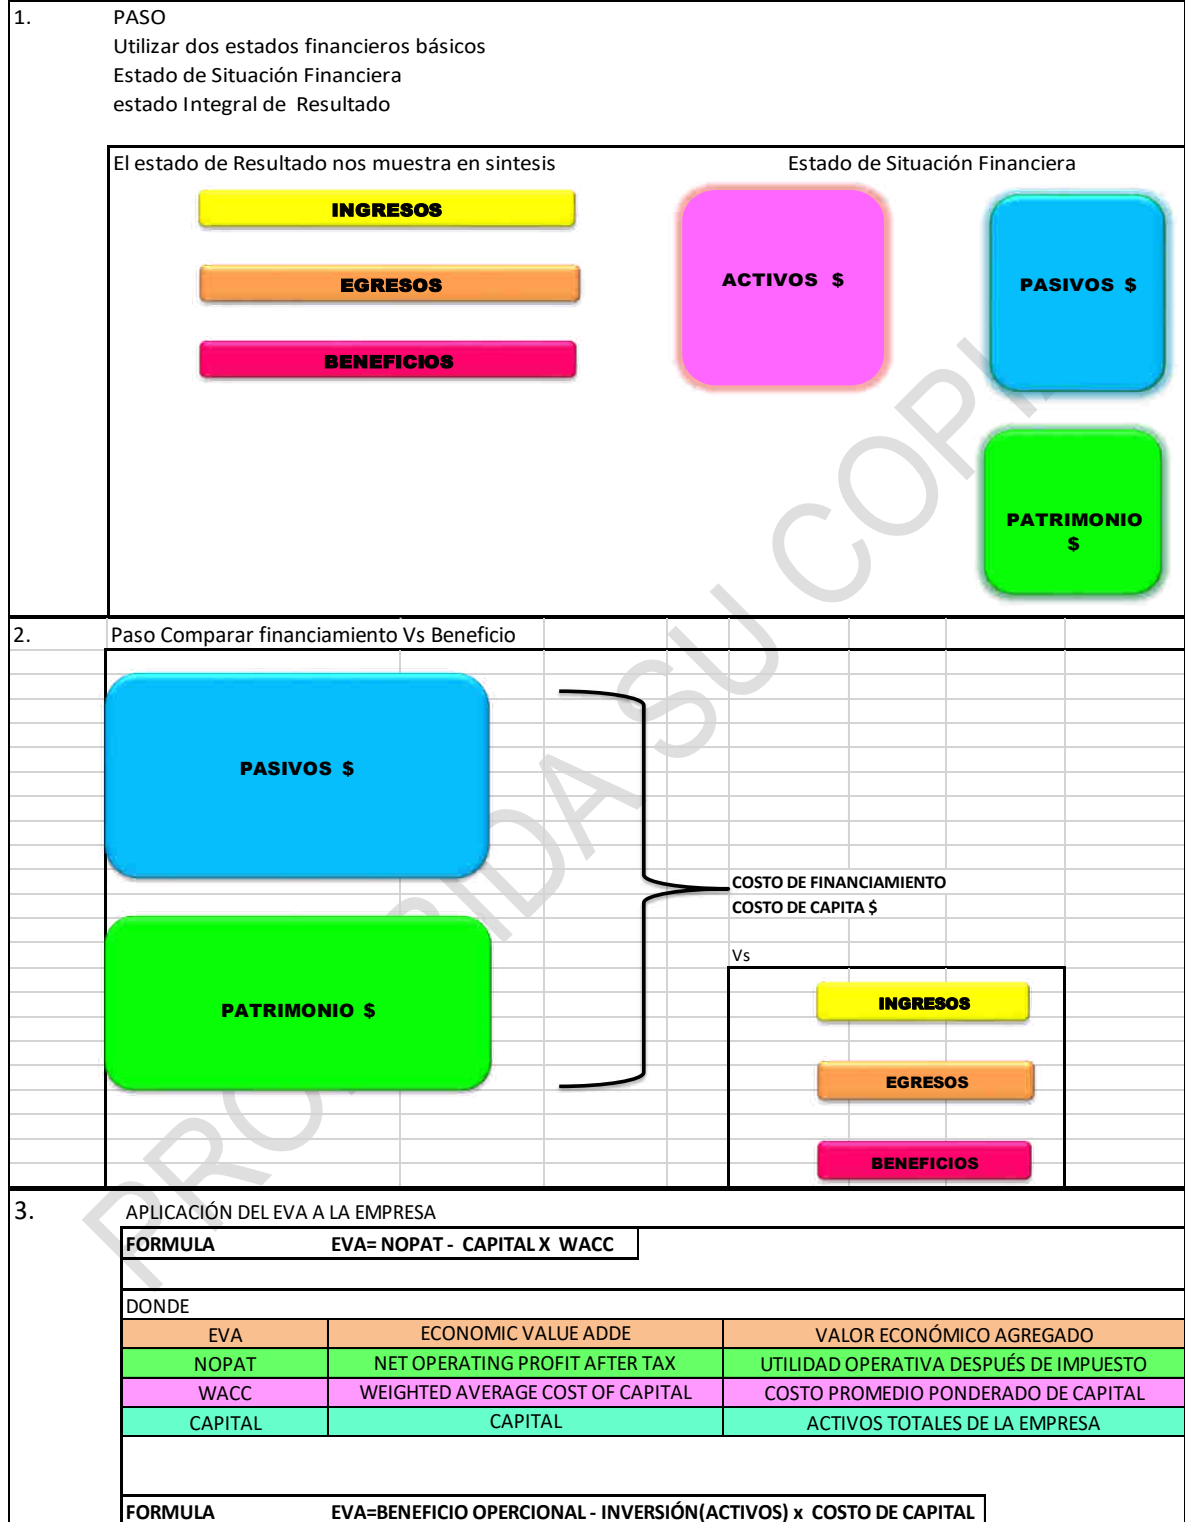 1. PASO
Utilizar dos estados financieros básicos
Estado de Situación Financiera
estado Integral de Resultado
El estado de Resultado nos muestra en sintesis
Estado de Situación Financiera
INGRESOS
EGRESOS
BENEFICIOS
ACTIVOS $
PASIVOS $
PATRIMONIO
$
2. Paso Comparar financiamiento Vs Beneficio
PASIVOS $
PATRIMONIO $
COSTO DE FINANCIAMIENTO
COSTO DE CAPITA $
Vs
INGRESOS
EGRESOS
BENEFICIOS
3. APLICACIÓN DEL EVA A LA EMPRESA
FORMULA EVA= NOPAT - CAPITAL X WACC
DONDE
EVA ECONOMIC VALUE ADDE VALOR ECONÓMICO AGREGADO
NOPAT NET OPERATING PROFIT AFTER TAX UTILIDAD OPERATIVA DESPUÉS DE IMPUESTO
WACC WEIGHTED AVERAGE COST OF CAPITAL COSTO PROMEDIO PONDERADO DE CAPITAL
CAPITAL CAPITAL ACTIVOS TOTALES DE LA EMPRESA
FORMULA EVA=BENEFICIO OPERCIONAL - INVERSIÓN(ACTIVOS) x COSTO DE CAPITAL